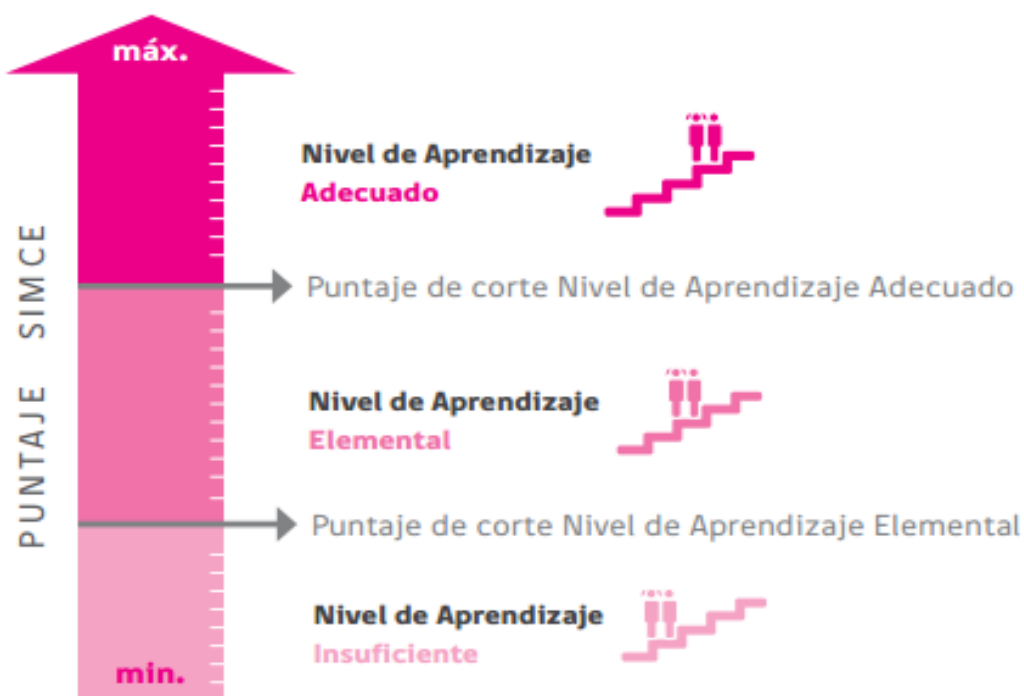 máx.
Nivel de Aprendizaje
Adecuado
Puntaje de corte Nivel de Aprendizaje Adecuado
PUNTAJE SIMCE
Nivel de Aprendizaje
Elemental
Puntaje de corte Nivel de Aprendizaje Elemental
Nivel de Aprendizaje
Insuficiente
min.